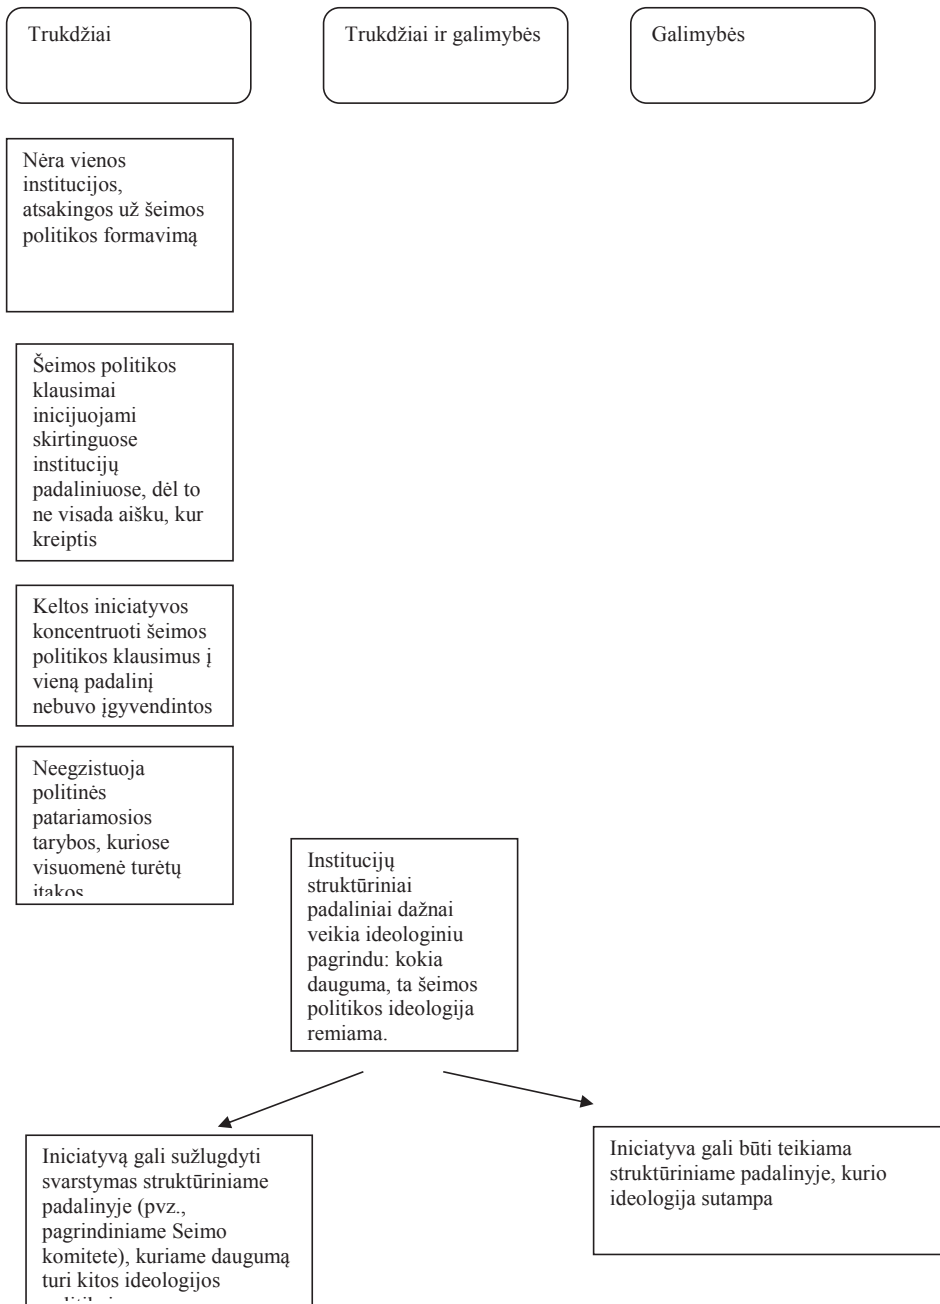 Trukdžiai
Trukdžiai ir galimybės
Galimybės
Nėra vienos
institucijos,
atsakingos už šeimos
politikos formavimą
Šeimos politikos
klausimai
inicijuojami
skirtinguose
institucijų
padaliniuose, dėl to
ne visada aišku, kur
kreiptis
Keltos iniciatyvos
koncentruoti šeimos
politikos klausimus į
vieną padalinį
nebuvo įgyvendintos
Neegzistuoja
politinės
patariamosios
tarybos, kuriose
visuomenė turėtų
įtakos
Institucijų
struktūriniai
padaliniai dažnai
veikia ideologiniu
pagrindu: kokia
dauguma, ta šeimos
politikos ideologija
remiama.
Iniciatyvą gali sužlugdyti
svarstymas struktūriniame
padalinyje (pvz.,
pagrindiniame Seimo
komitete), kuriame daugumą
turi kitos ideologijos
Iniciatyva gali būti teikiama
struktūriniame padalinyje, kurio
ideologija sutampa